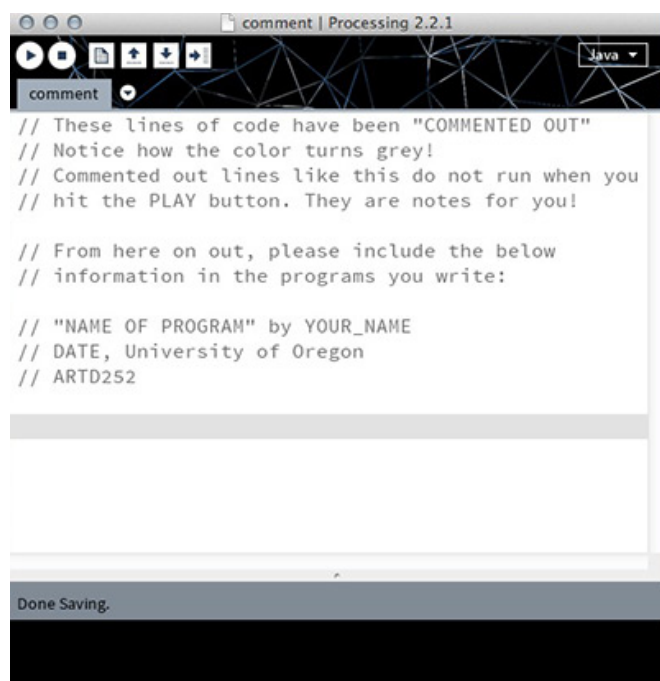 comment | Processing 2.2.1
Java
comment
// These lines of code have been "COMMENTED OUT"
// Notice how the color turns grey!
// Commented out lines like this do not run when you
// hit the PLAY button. They are notes for you!
// From here on out, please include the below
// information in the programs you write:
// "NAME OF PROGRAM" by YOUR_NAME
// DATE, University of Oregon
// ARTD252
Done Saving.